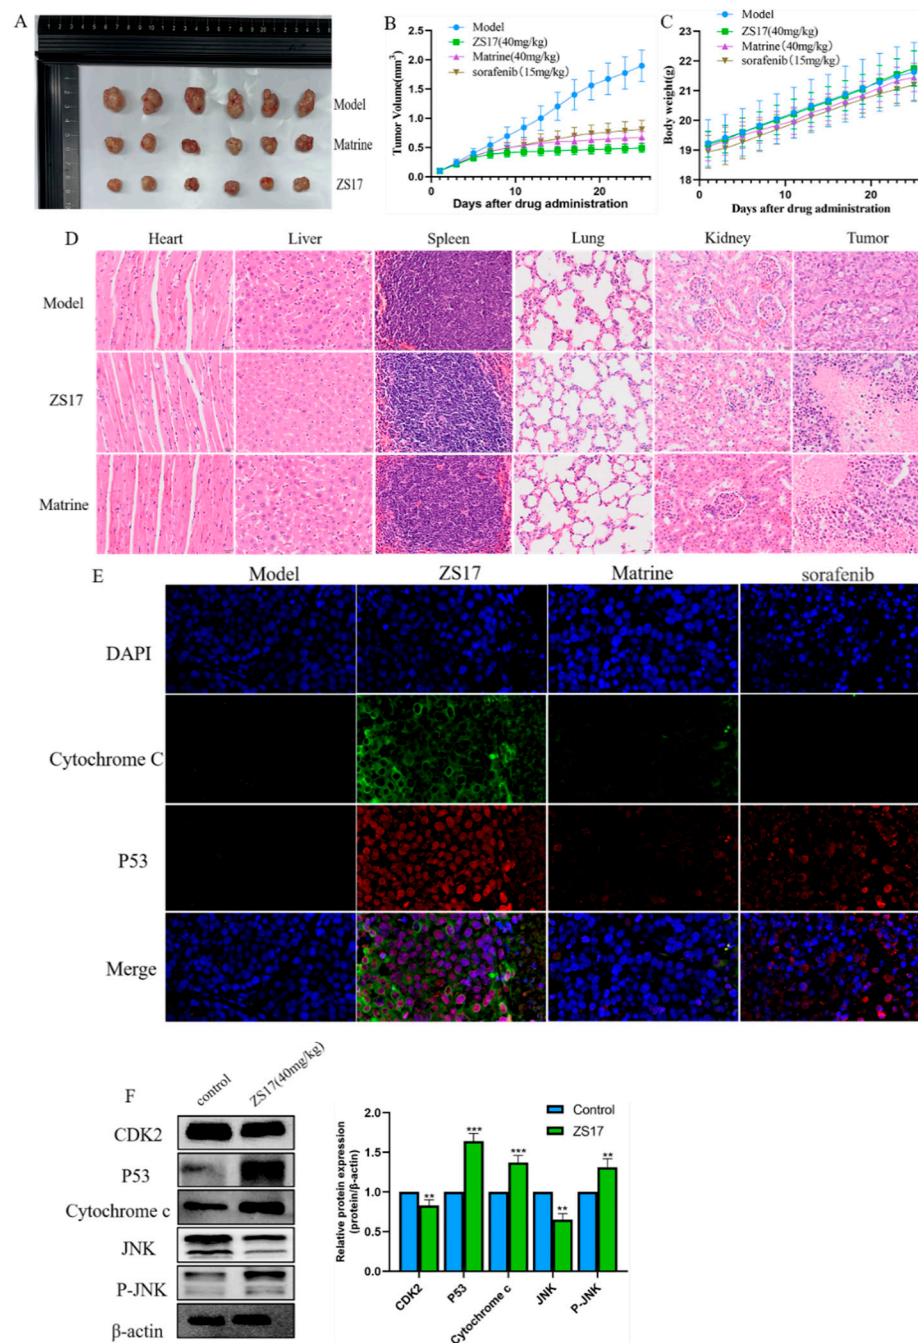 A
Model
Matrine
ZS17
B
Model
ZS17(40mg/kg)
Matrine(40mg/kg)
sorafenib(15mg/kg)
Tumor Volume(mm³)
2.5
2.0
1.5
1.0
0.5
0.0
0 10 20
Days after drug administration
C
Model
ZS17(40mg/kg)
Matrine (40mg/kg)
sorafenib (15mg/kg)
Body weight(g)
23
22
21
20
19
18
0 10 20
Days after drug administration
D
Heart Liver Spleen Lung Kidney Tumor
Model
ZS17
Matrine
E
Model ZS17 Matrine sorafenib
DAPI
Cytochrome C
P53
Merge
F
control ZS17(40mg/kg)
CDK2
P53
Cytochrome c
JNK
P-JNK
β-actin
Control
ZS17
Relative protein expression
(protein/β-actin)
2.0
1.5
1.0
0.5
0.0
** *** *** ** **
CDK2 P53 Cytochrome c JNK P-JNK